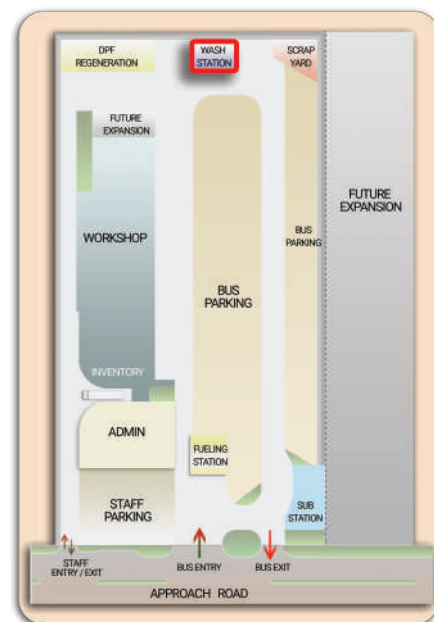 DPF
REGENERATION
WASH
STATION
SCRAP
YARD
FUTURE
EXPANSION
WORKSHOP
BUS
PARKING
FUTURE
EXPANSION
BUS
PARKING
INVENTORY
ADMIN
FUELING
STATION
STAFF
PARKING
SUB
STATION
STAFF
ENTRY / EXIT
BUS ENTRY
BUS EXIT
APPROACH ROAD